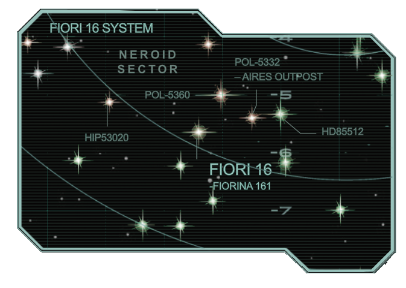 FIORI 16 SYSTEM
NEROID
SECTOR
POL-5332
AIRES OUTPOST
POL-5360
-5
HD85512
HIP53020
-6
FIORI 16
FIORINA 161
-7